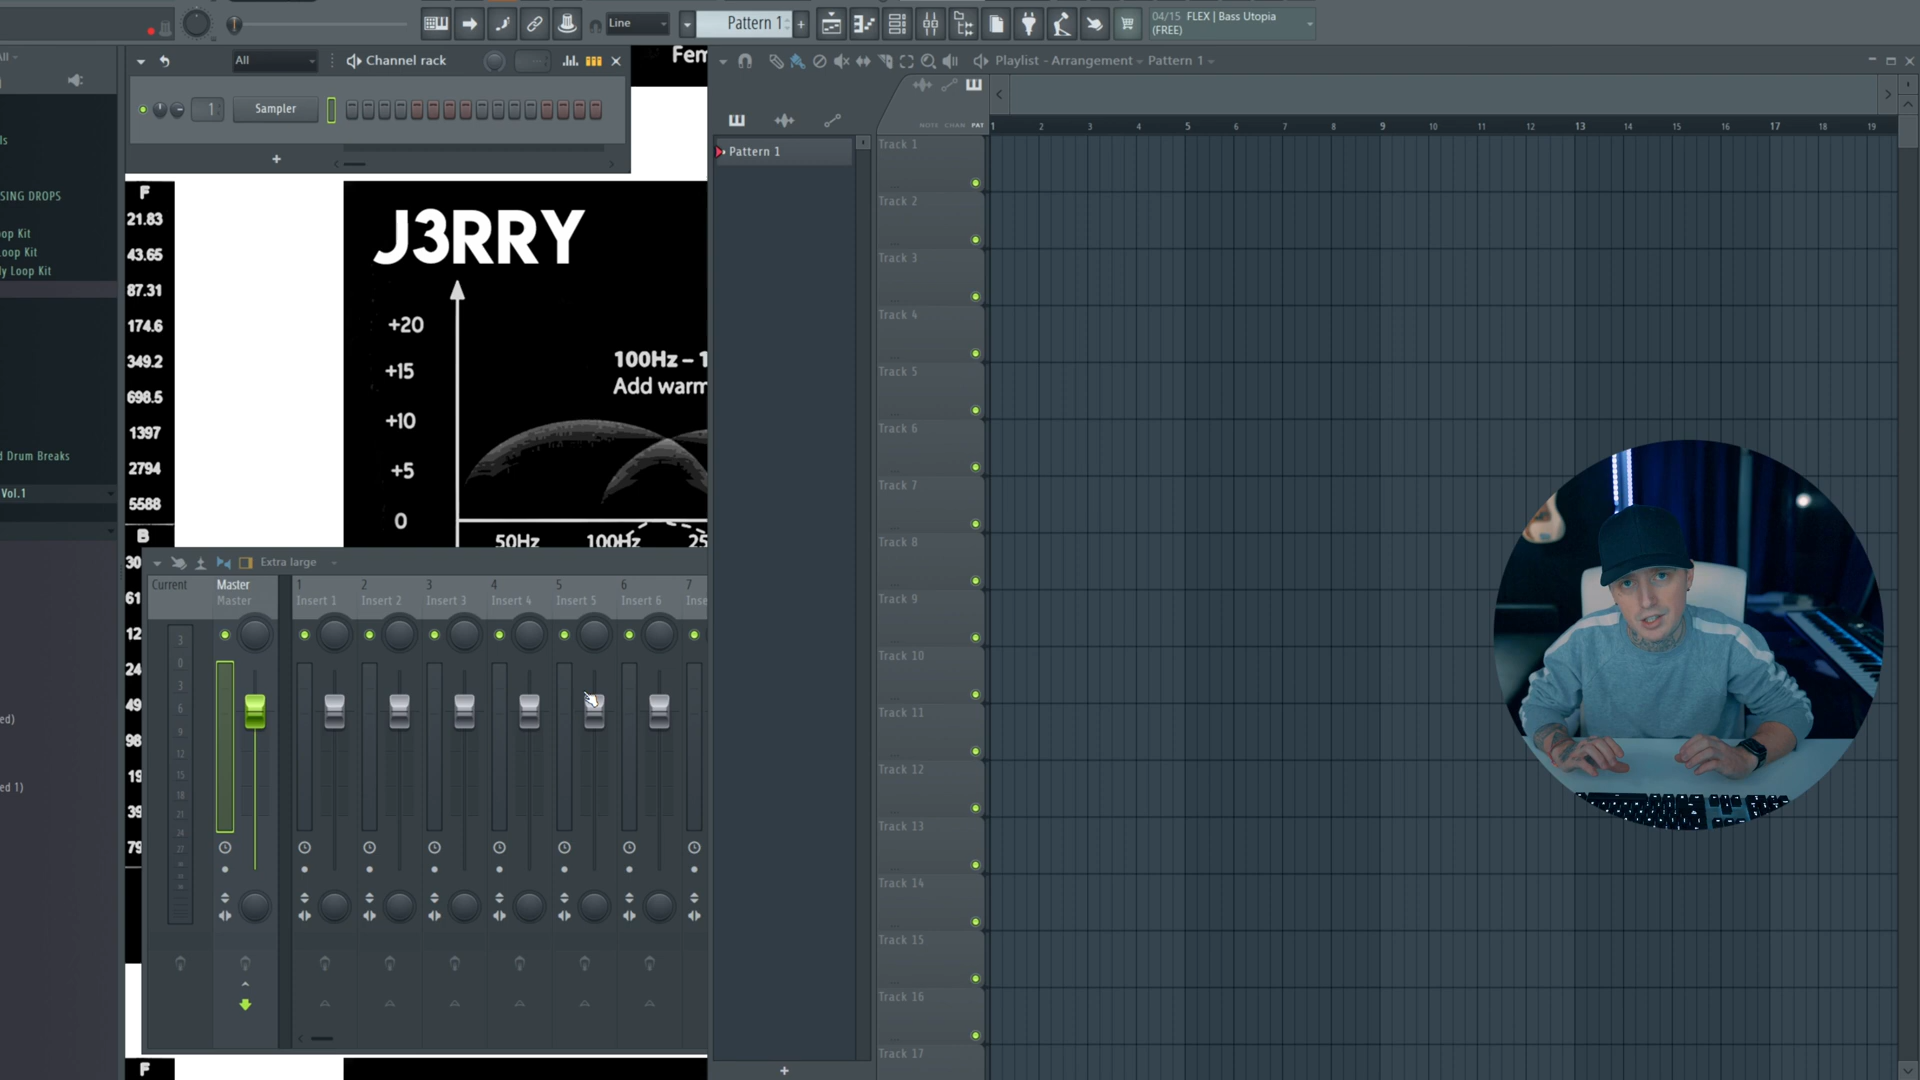 Line
Pattern 1
04/15 FLEX | Bass Utopia
(FREE)
All
All
Channel rack
Fem
Playlist - Arrangement
Pattern 1
1
Sampler
NOTE CHAN PAT
1 2 3 4 5 6 7 8 9 10 11 12 13 14 15 16 17 18 19
Pattern 1
Track 1
Track 2
Track 3
Track 4
Track 5
Track 6
Track 7
Track 8
Track 9
Track 10
Track 11
Track 12
Track 13
Track 14
Track 15
Track 16
Track 17
SING DROPS
oop Kit
Loop Kit
ly Loop Kit
d Drum Breaks
Vol.1
ed)
ed 1)
F
21.83
43.65
87.31
174.6
349.2
698.5
1397
2794
5588
B
30
61
12
24
49
98
19
39
79
F
J3RRY
+20
+15
+10
+5
0
100Hz – 1
Add warm
50Hz 100Hz 25
Extra large
Current
Master
Master
1 2 3 4 5 6 7
Insert 1 Insert 2 Insert 3 Insert 4 Insert 5 Insert 6 Inse
3
0
3
6
9
12
15
18
21
24
27